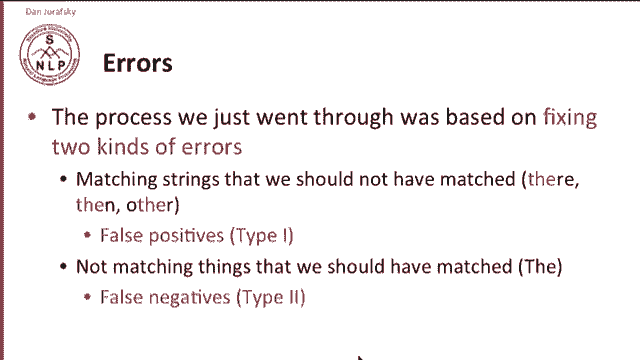 Dan Jurafsky
S
NLP
Errors
• The process we just went through was based on fixing
two kinds of errors
• Matching strings that we should not have matched (there,
then, other)
• False positives (Type I)
• Not matching things that we should have matched (The)
• False negatives (Type II)